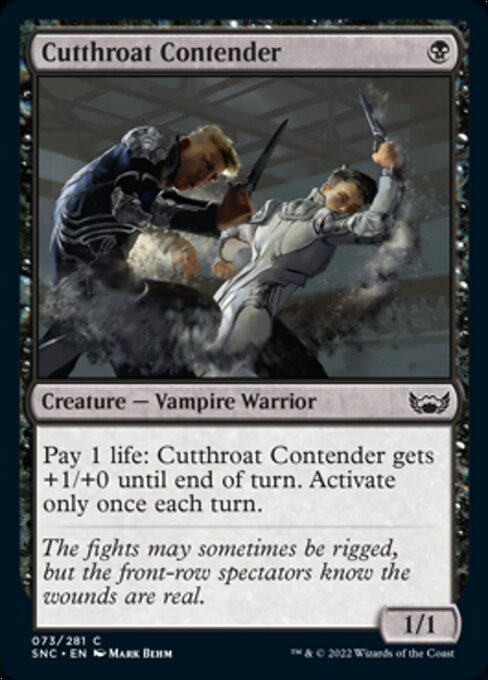 Cutthroat Contender
Creature — Vampire Warrior
Pay 1 life: Cutthroat Contender gets
+1/+0 until end of turn. Activate
only once each turn.
The fights may sometimes be rigged,
but the front-row spectators know the
wounds are real.
1/1
073/281 C
SNC • EN Mark Behm
™ & © 2022 Wizards of the Coast